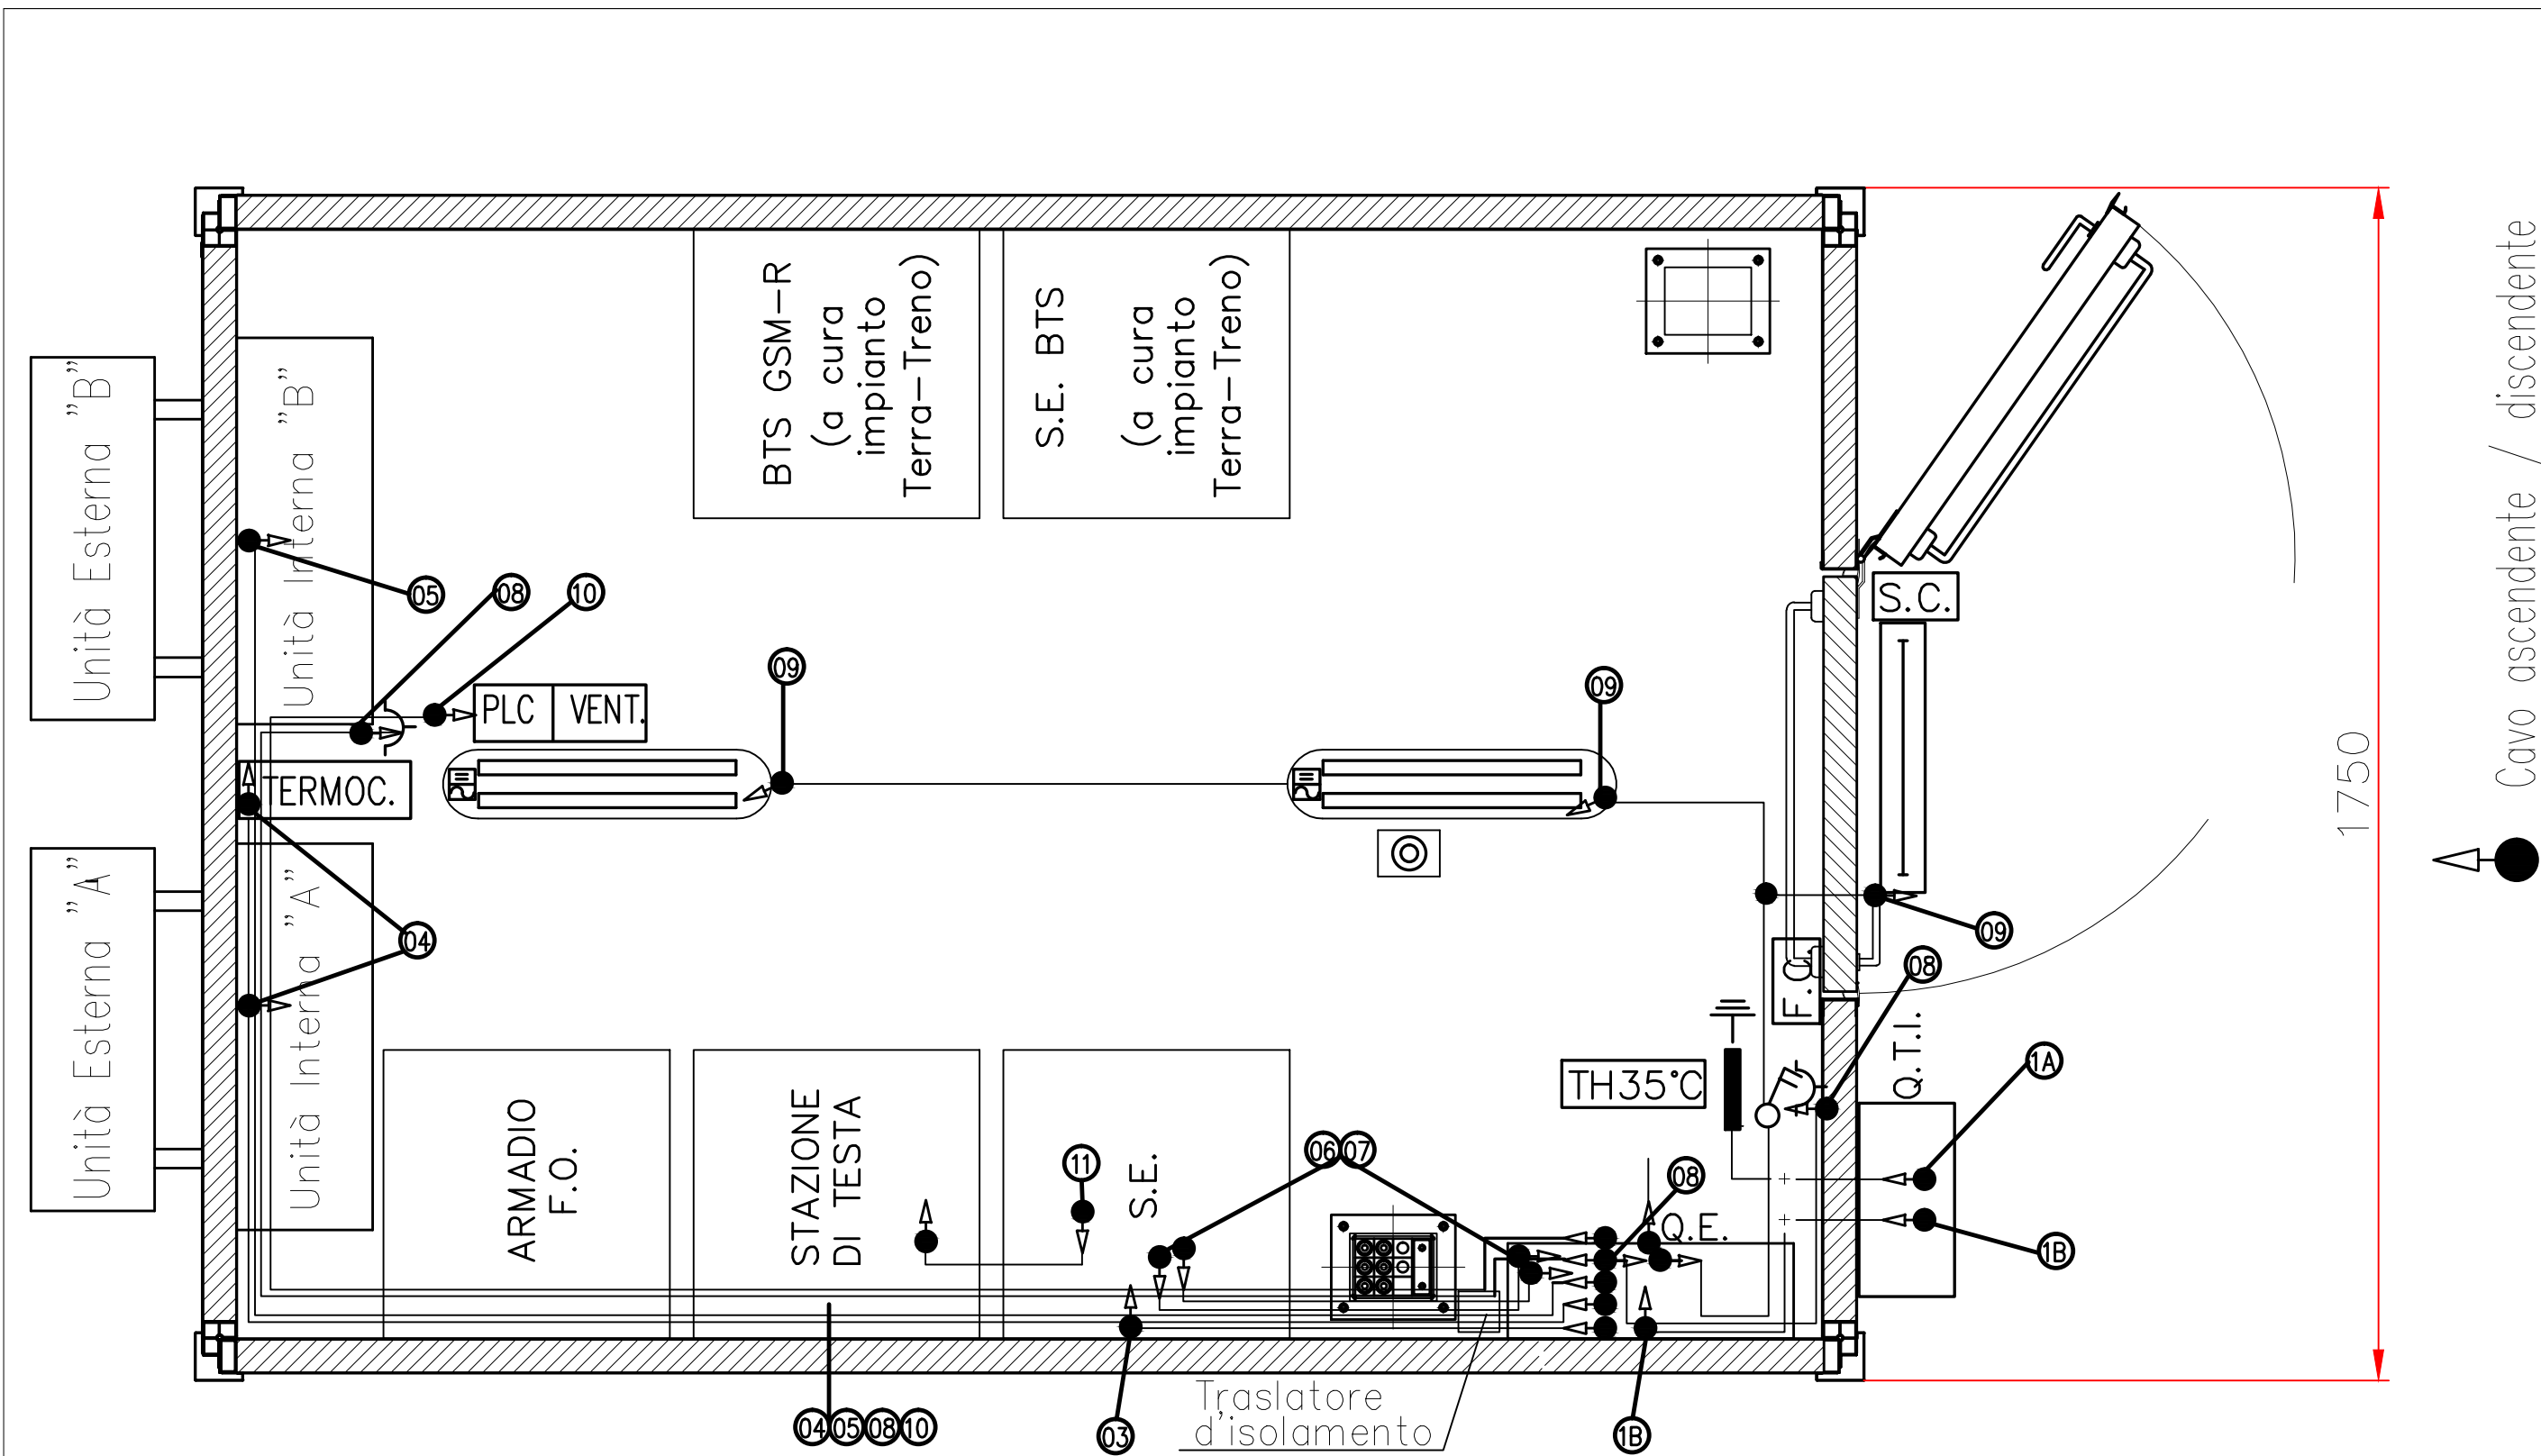 Unità Esterna "B"
Unità Interna "B"
BTS GSM-R
(a cura
impianto
Terra-Treno)
S.E. BTS
(a cura
impianto
Terra-Treno)
05
08
10
PLC VENT.
09
09
S.C.
TERMOC.
1750
Cavo ascendente / discendente
Unità Esterna "A"
Unità Interna "A"
04
09
08
F.O.
Q.T.I.
TH35°C
1A
ARMADIO
F.O.
STAZIONE
DI TESTA
11
S.E.
06 07
08
Q.E.
1B
04 05 08 10
03
Traslatore
d'isolamento
1B